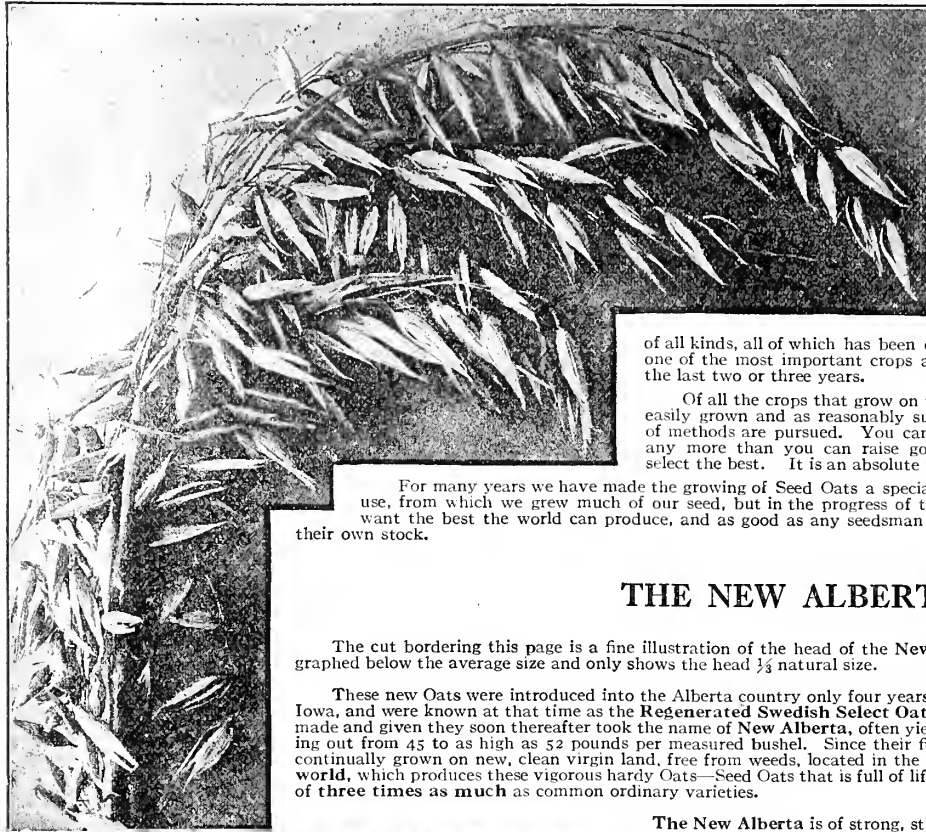 of all kinds, all of which has been
one of the most important crops a
the last two or three years.
Of all the crops that grow on
easily grown and as reasonably su
of methods are pursued. You can
any more than you can raise go
select the best. It is an absolute
For many years we have made the growing of Seed Oats a specia
use, from which we grew much of our seed, but in the progress of t
want the best the world can produce, and as good as any seedsman
their own stock.
THE NEW ALBERT
The cut bordering this page is a fine illustration of the head of the New
graphed below the average size and only shows the head ⅓ natural size.
These new Oats were introduced into the Alberta country only four years
Iowa, and were known at that time as the Regenerated Swedish Select Oat
made and given they soon thereafter took the name of New Alberta, often yie
ing out from 45 to as high as 52 pounds per measured bushel. Since their f
continually grown on new, clean virgin land, free from weeds, located in the
world, which produces these vigorous hardy Oats—Seed Oats that is full of lif
of three times as much as common ordinary varieties.
The New Alberta is of strong, st